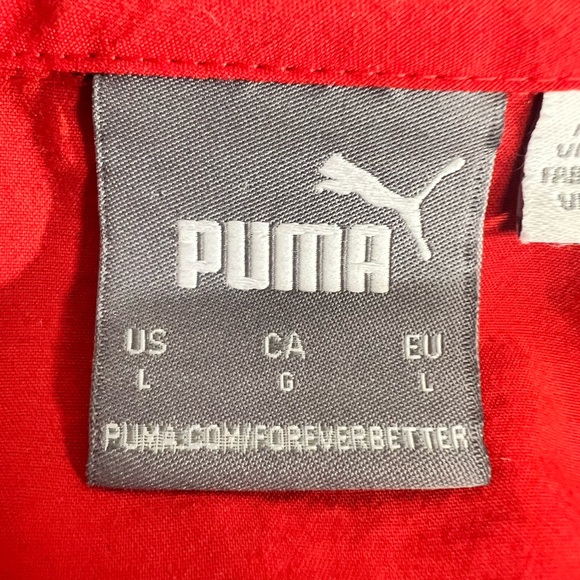 PUMA
US CA EU
L G L
PUMA.COM/FOREVERBETTER